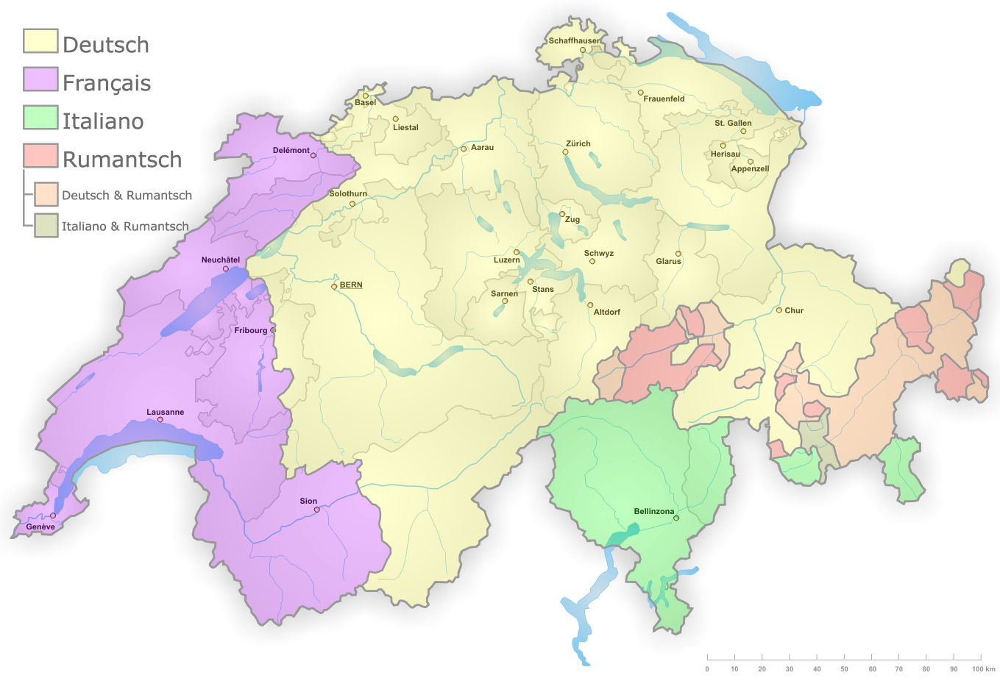 Deutsch
Français
Italiano
Rumantsch
Deutsch & Rumantsch
Italiano & Rumantsch
Schaffhausen
Basel
Frauenfeld
Liestal
St. Gallen
Delémont
Aarau
Zürich
Herisau
Appenzell
Solothurn
Zug
Neuchâtel
Luzern
Schwyz
Glarus
BERN
Stans
Sarnen
Altdorf
Chur
Fribourg
Lausanne
Sion
Bellinzona
Genève
0 10 20 30 40 50 60 70 80 90 100 km